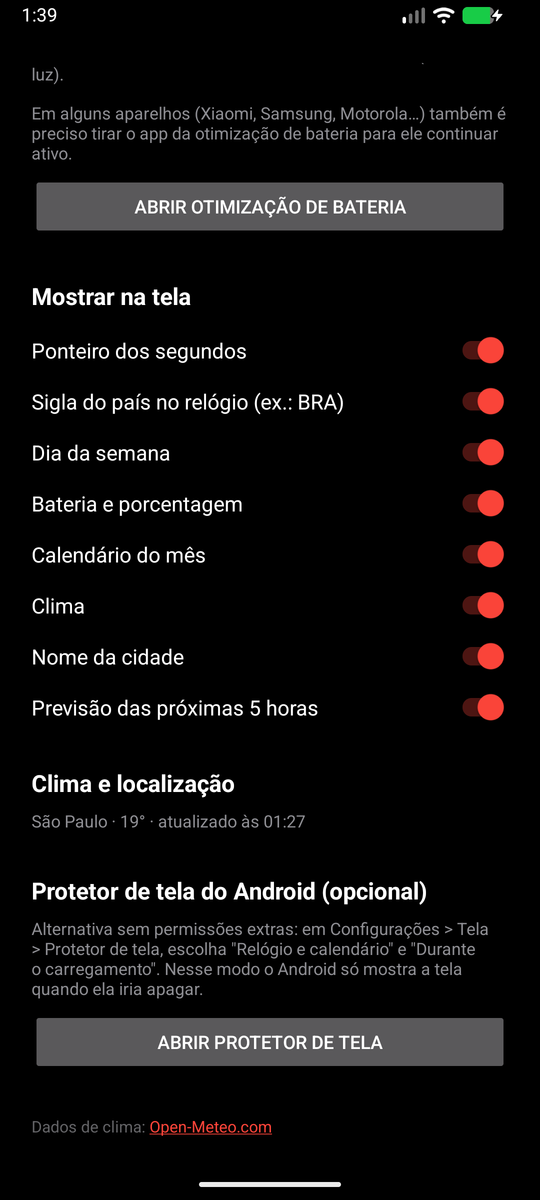 1:39
luz).
Em alguns aparelhos (Xiaomi, Samsung, Motorola…) também é
preciso tirar o app da otimização de bateria para ele continuar
ativo.
ABRIR OTIMIZAÇÃO DE BATERIA
Mostrar na tela
Ponteiro dos segundos
Sigla do país no relógio (ex.: BRA)
Dia da semana
Bateria e porcentagem
Calendário do mês
Clima
Nome da cidade
Previsão das próximas 5 horas
Clima e localização
São Paulo · 19° · atualizado às 01:27
Protetor de tela do Android (opcional)
Alternativa sem permissões extras: em Configurações > Tela
> Protetor de tela, escolha "Relógio e calendário" e "Durante
o carregamento". Nesse modo o Android só mostra a tela
quando ela iria apagar.
ABRIR PROTETOR DE TELA
Dados de clima: Open-Meteo.com